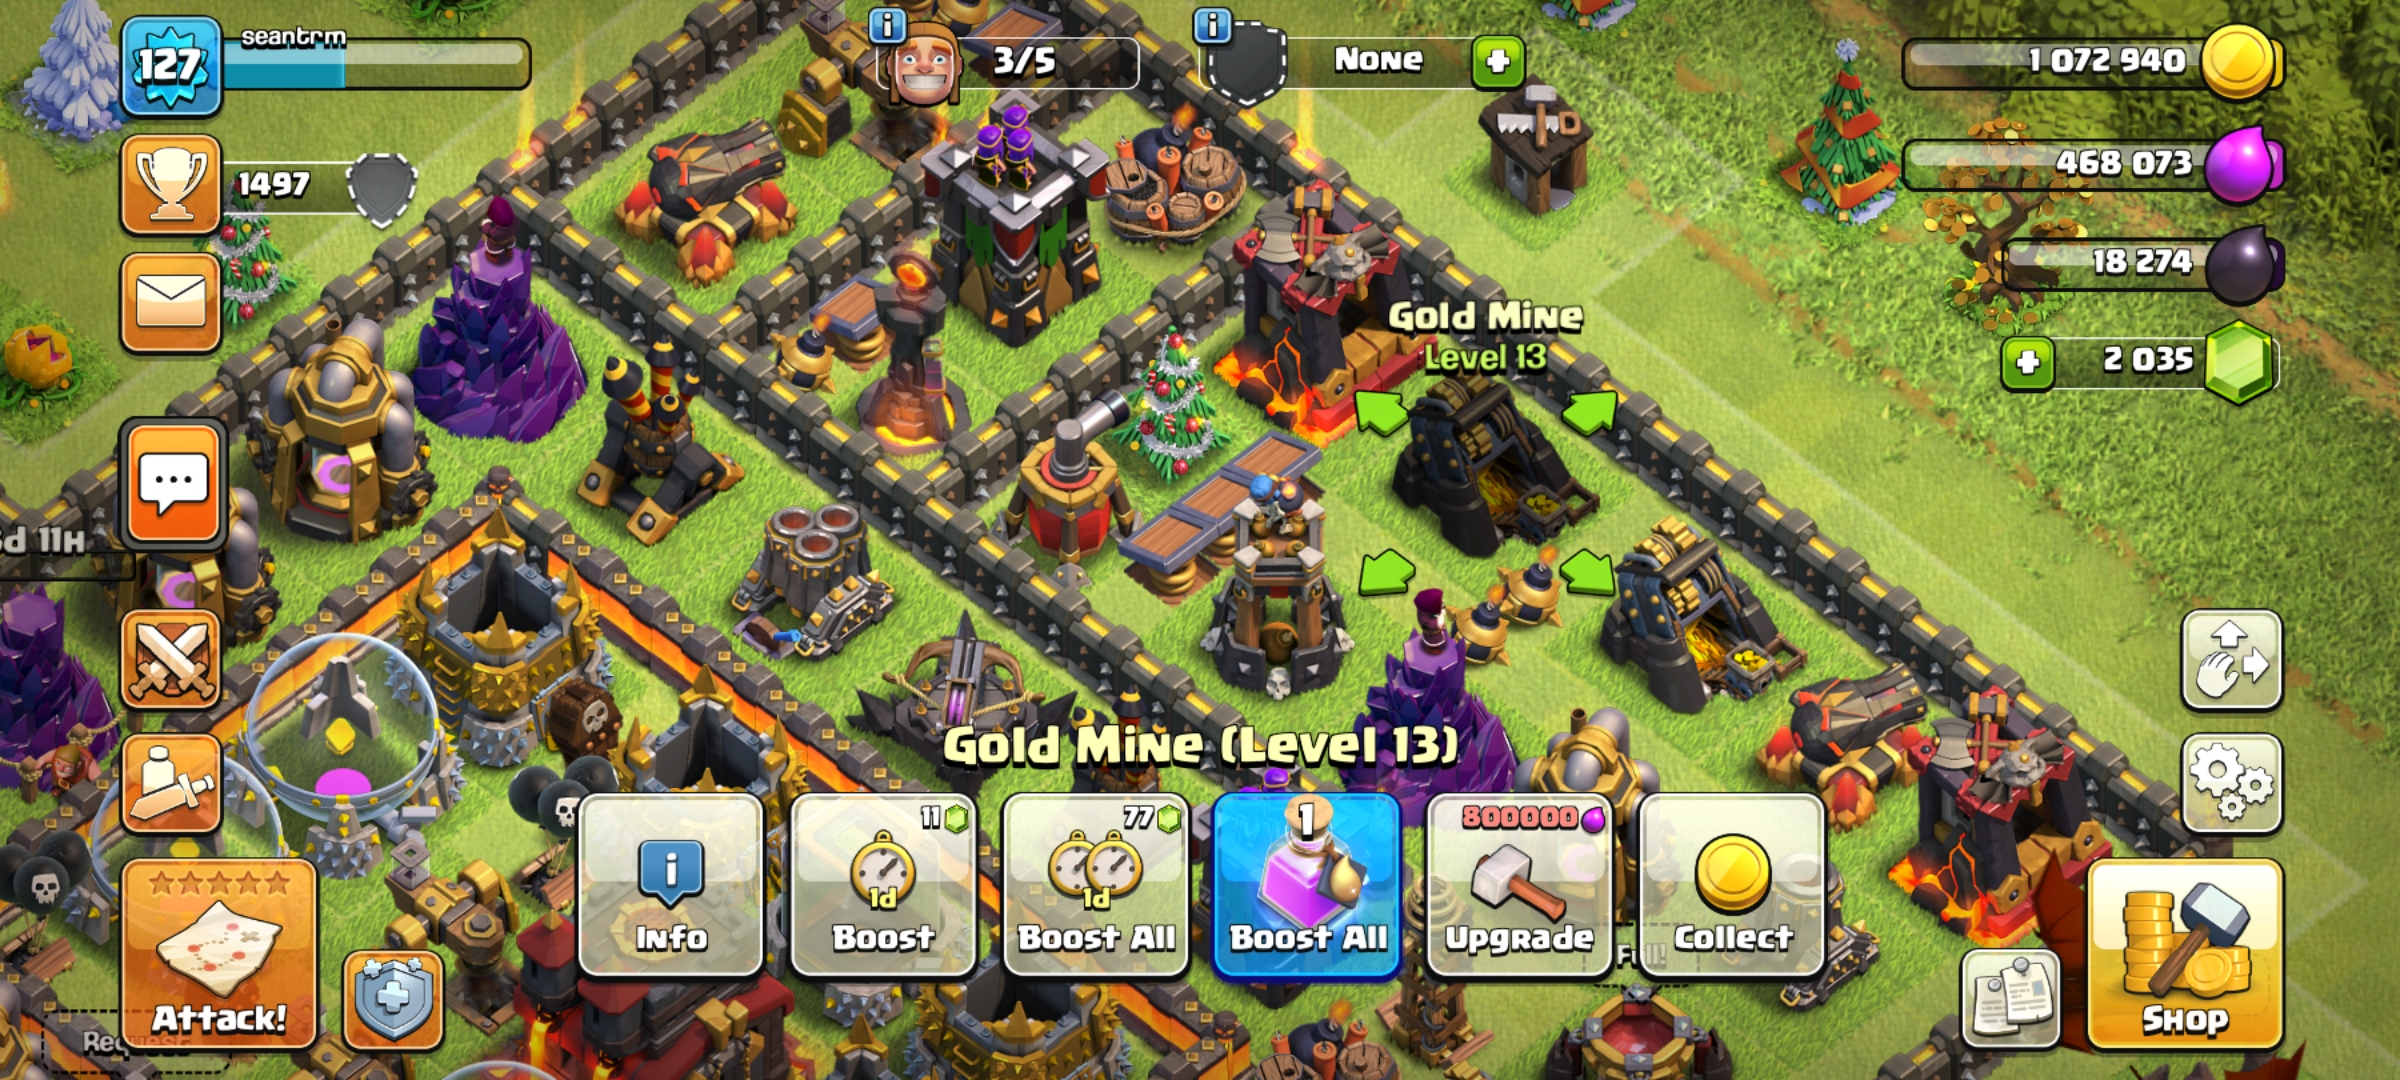 127
seantrm
3/5
None
1 072 940
1497
468 073
18 274
2 035
Gold Mine
Level 13
d 11H
Gold Mine (Level 13)
Info
11
1d
Boost
77
1d
Boost All
1
Boost All
800000
Upgrade
Collect
Attack!
Shop